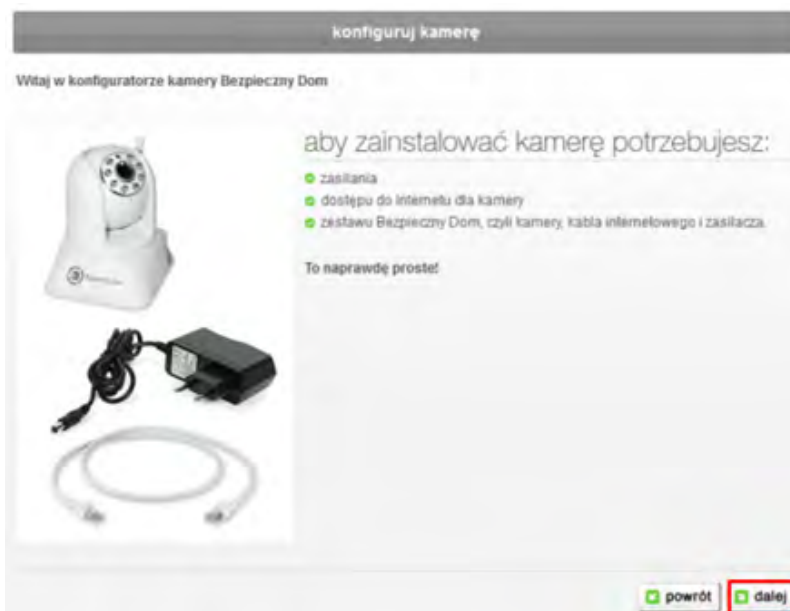 konfiguruj kamerę
Witaj w konfiguratorze kamery Bezpieczny Dom
aby zainstalować kamerę potrzebujesz:
zasilania
dostępu do Internetu dla kamery
zestawu Bezpieczny Dom, czyli kamery, kabla internetowego i zasilacza.
To naprawdę proste!
powrót
dalej